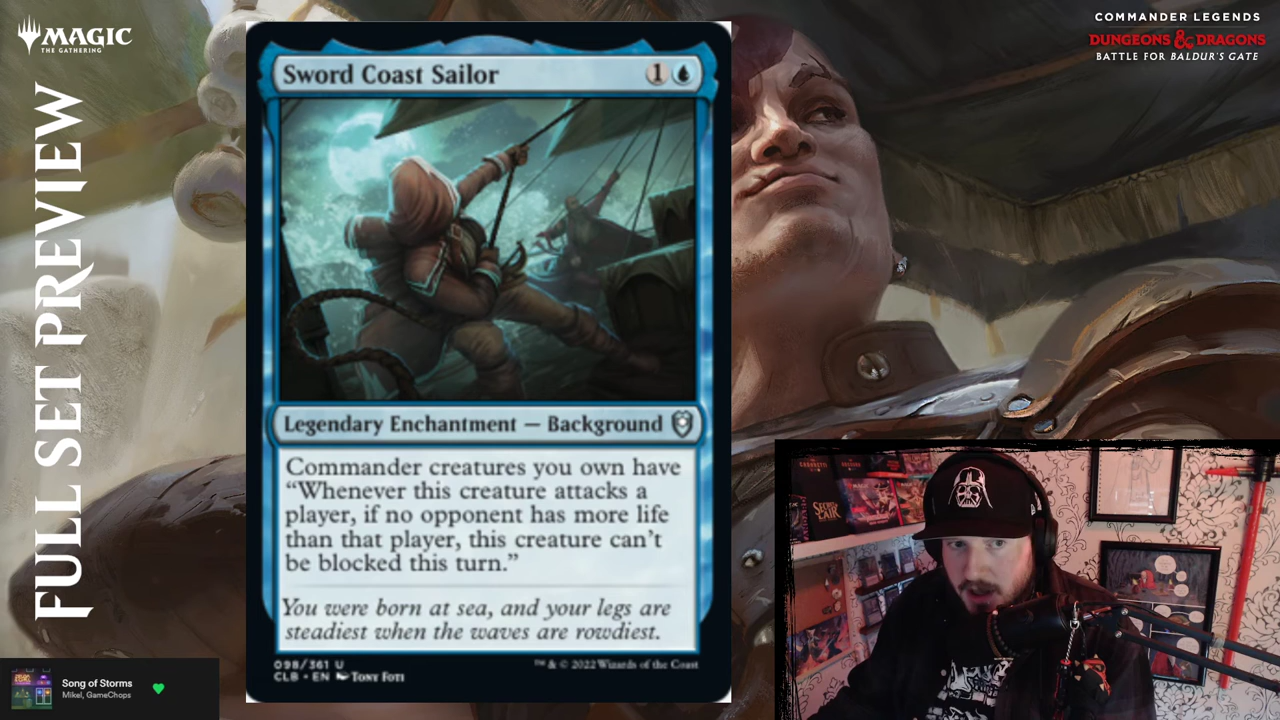 MAGIC
THE GATHERING
FULL SET PREVIEW
COMMANDER LEGENDS
DUNGEONS & DRAGONS
BATTLE FOR BALDUR'S GATE
Sword Coast Sailor 1
Legendary Enchantment — Background
Commander creatures you own have
“Whenever this creature attacks a
player, if no opponent has more life
than that player, this creature can’t
be blocked this turn.”
You were born at sea, and your legs are
steadiest when the waves are rowdiest.
098/361 U
CLB • EN Tony Foti
™ & © 2022 Wizards of the Coast
Song of Storms
Mikel, GameChops
SECRET
LAIR